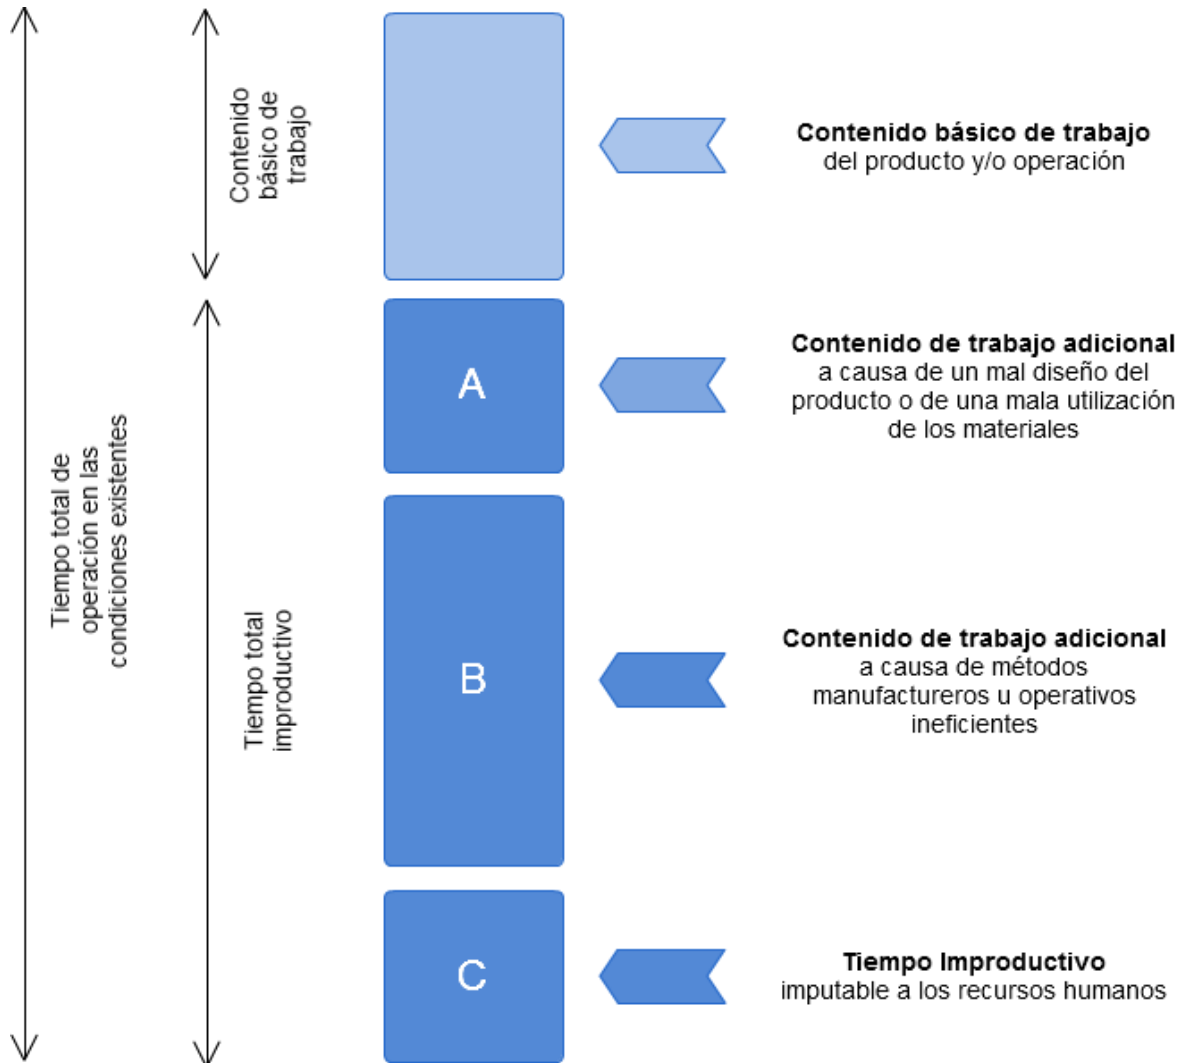 Tiempo total de
operación en las
condiciones existentes
Contenido
básico de
trabajo
Contenido básico de trabajo
del producto y/o operación
Tiempo total
improductivo
A
Contenido de trabajo adicional
a causa de un mal diseño del
producto o de una mala utilización
de los materiales
B
Contenido de trabajo adicional
a causa de métodos
manufactureros u operativos
ineficientes
C
Tiempo Improductivo
imputable a los recursos humanos